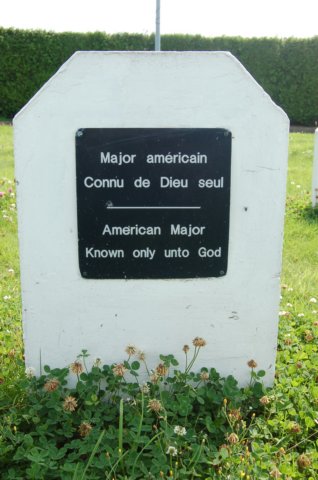 Major américain
Connu de Dieu seul
American Major
Known only unto God